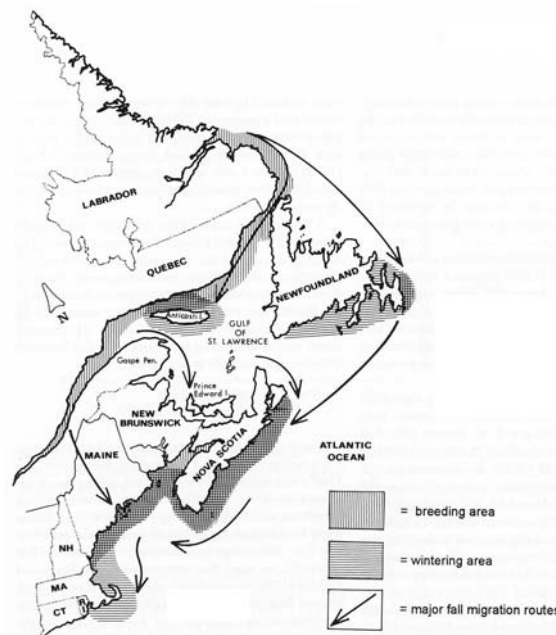 LABRADOR
QUEBEC
NEWFOUNDLAND
Anticosti I.
GULF
OF
ST. LAWRENCE
N
Gaspe Pen.
Prince
Edward I.
NEW
BRUNSWICK
MAINE
NOVA SCOTIA
ATLANTIC
OCEAN
NH
MA
CT
R
= breeding area
= wintering area
= major fall migration routes